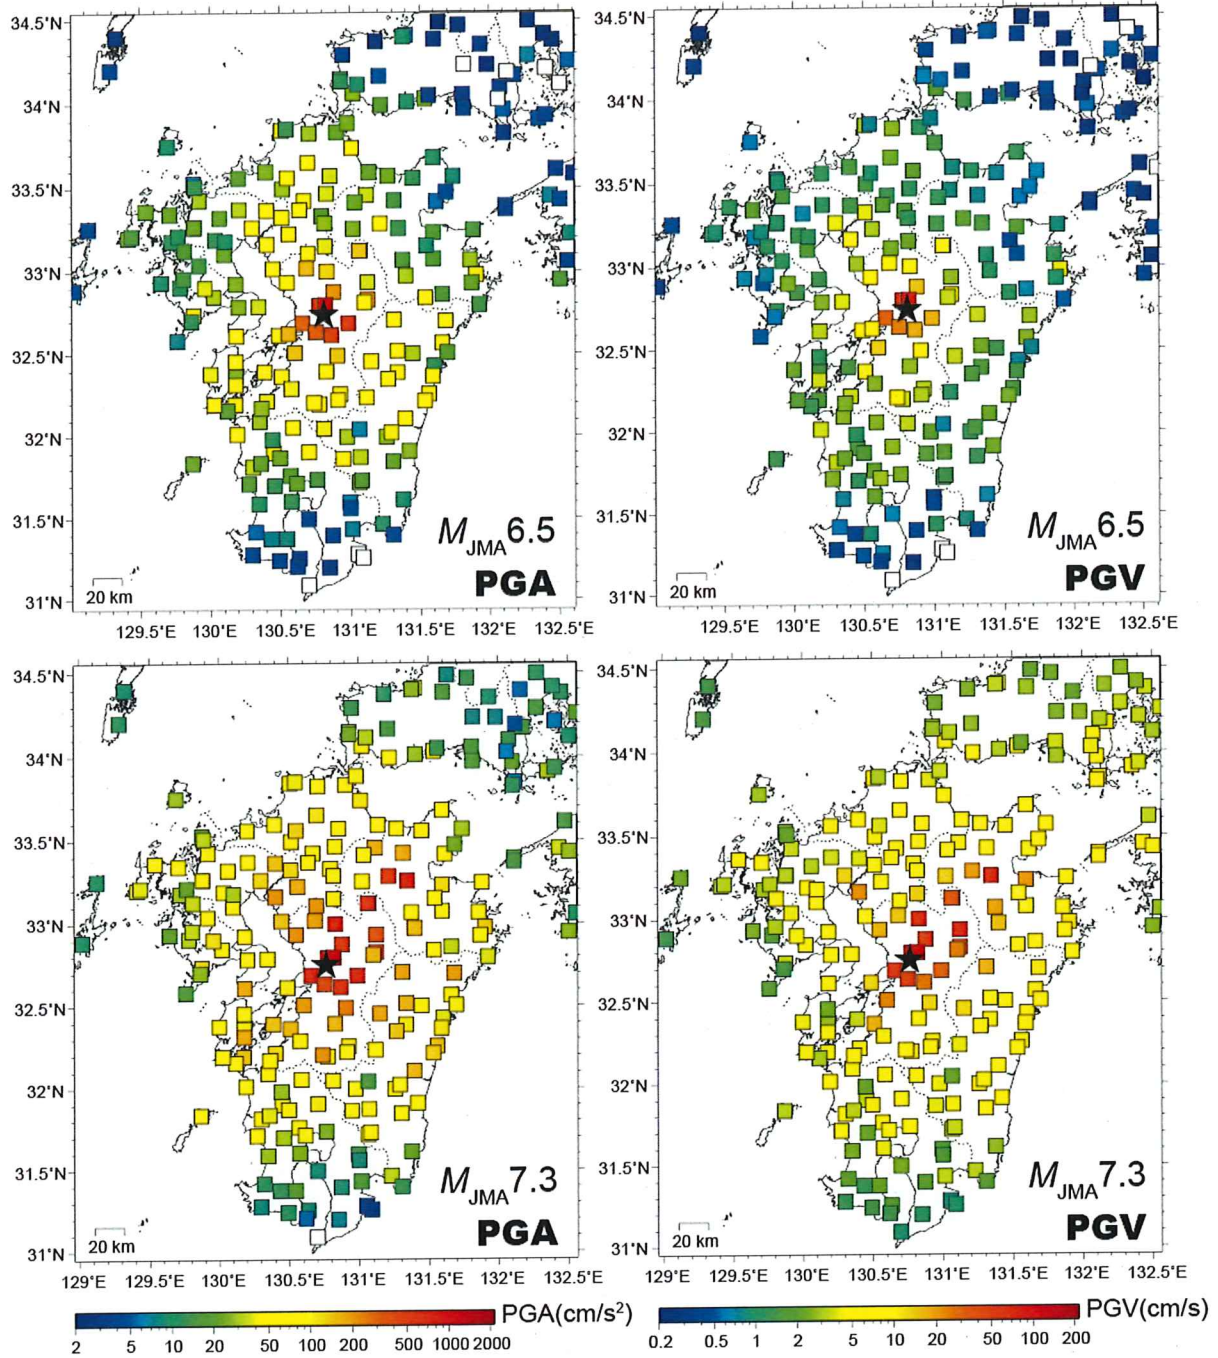 34.5°N
34°N
33.5°N
33°N
32.5°N
32°N
31.5°N
31°N
M JMA 6.5
PGA
20 km
129.5°E 130°E 130.5°E 131°E 131.5°E 132°E 132.5°E
34.5°N
34°N
33.5°N
33°N
32.5°N
32°N
31.5°N
31°N
M JMA 6.5
PGV
20 km
129.5°E 130°E 130.5°E 131°E 131.5°E 132°E 132.5°E
34.5°N
34°N
33.5°N
33°N
32.5°N
32°N
31.5°N
31°N
M JMA 7.3
PGA
20 km
129°E 129.5°E 130°E 130.5°E 131°E 131.5°E 132°E 132.5°E
34.5°N
34°N
33.5°N
33°N
32.5°N
32°N
31.5°N
31°N
M JMA 7.3
PGV
20 km
129°E 129.5°E 130°E 130.5°E 131°E 131.5°E 132°E 132.5°E
PGA(cm/s²)
2 5 10 20 50 100 200 500 1000 2000
PGV(cm/s)
0.2 0.5 1 2 5 10 20 50 100 200